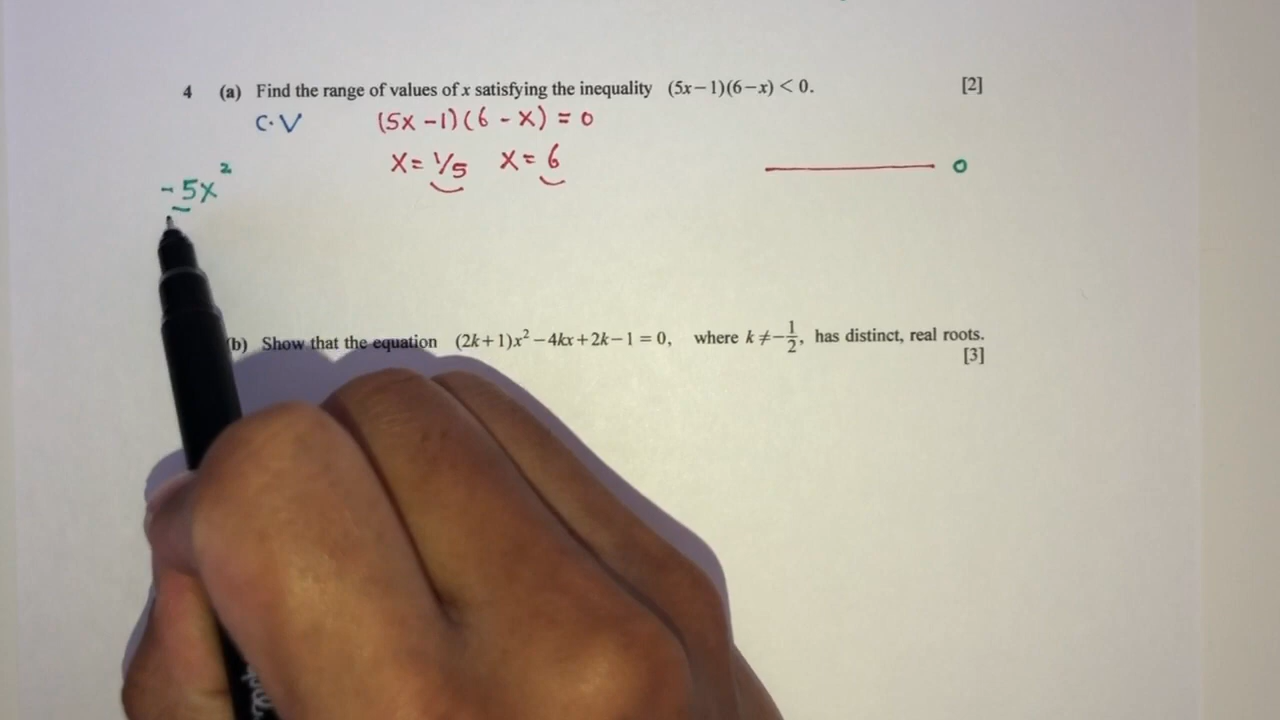 4 (a) Find the range of values of x satisfying the inequality (5x−1)(6−x) < 0. [2]
C.V (5x −1)(6 − x) = 0
x = 1/5 x = 6 0
−5x²
(b) Show that the equation (2k+1)x²−4kx+2k−1 = 0, where k ≠ −1/2, has distinct, real roots.
[3]